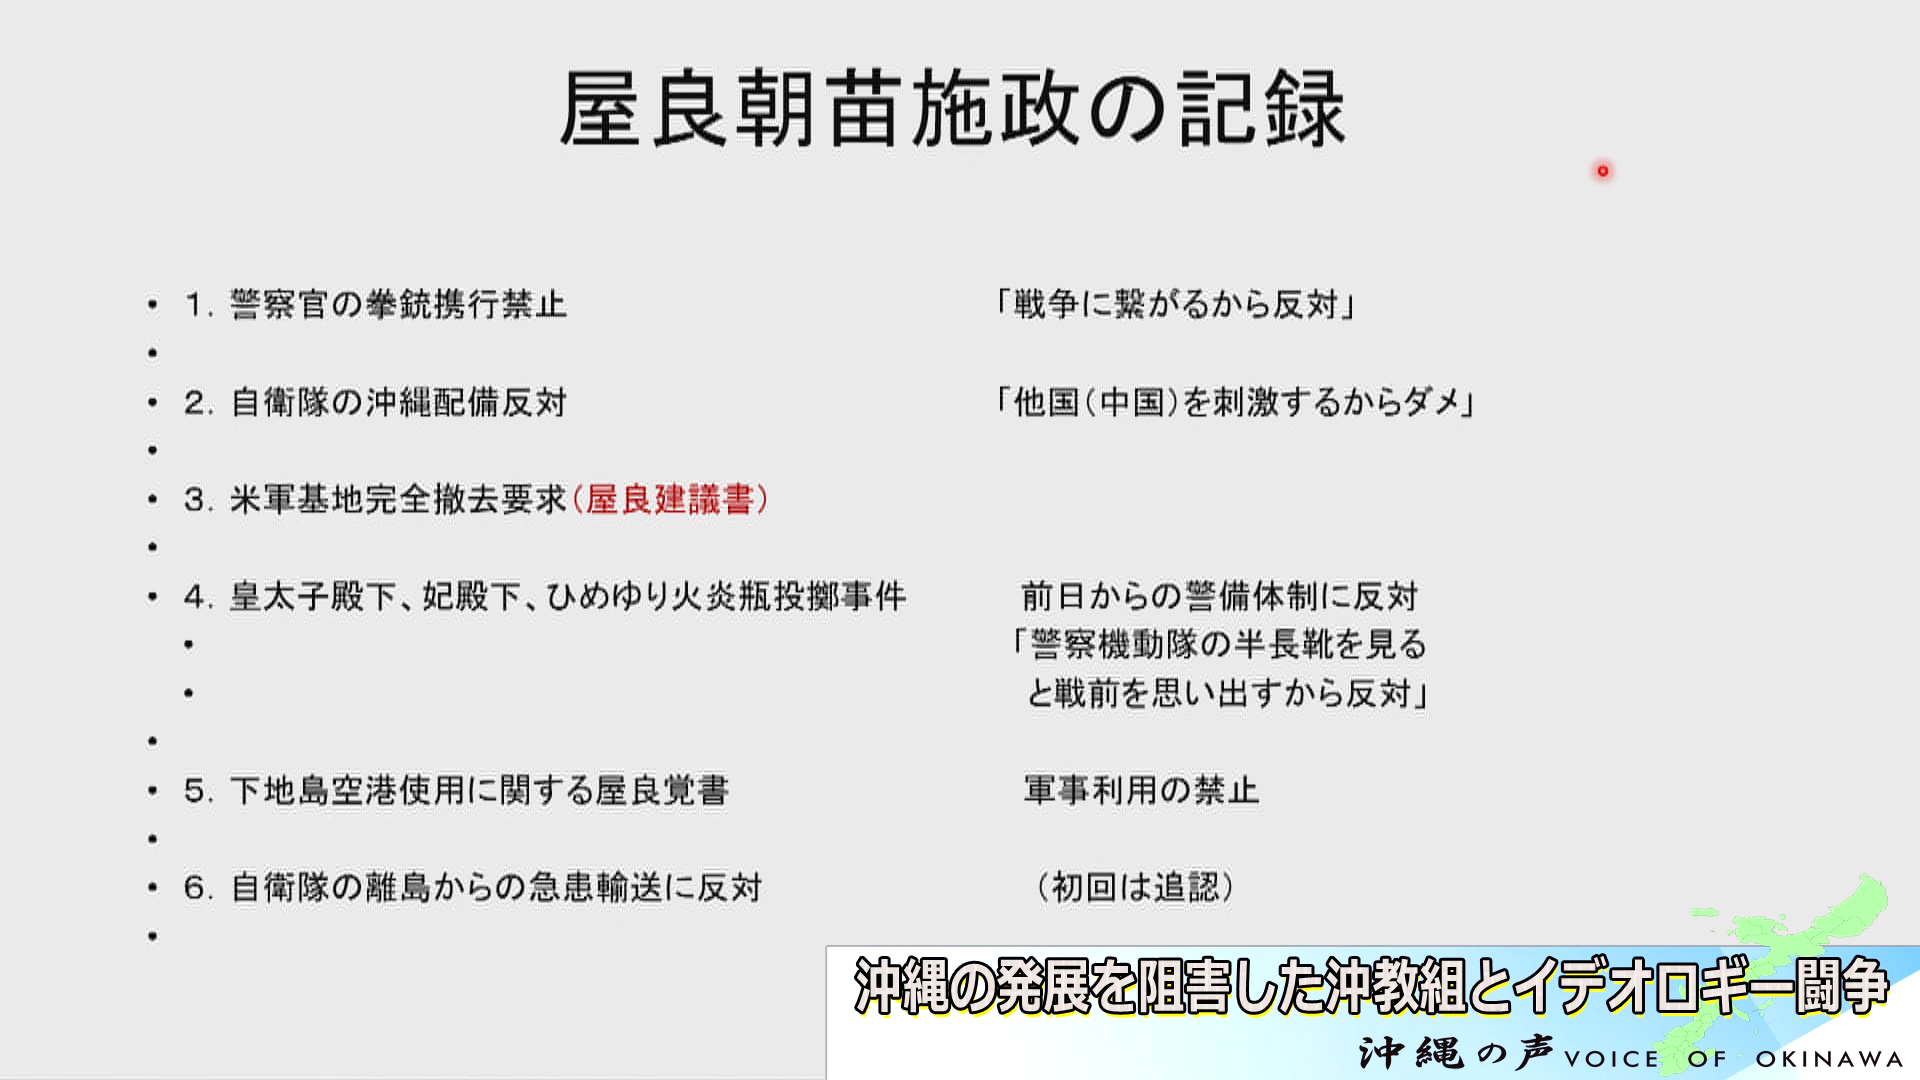 屋良朝苗施政の記録
• 1. 警察官の拳銃携行禁止 「戦争に繋がるから反対」
•
• 2. 自衛隊の沖縄配備反対 「他国(中国)を刺激するからダメ」
•
• 3. 米軍基地完全撤去要求(屋良建議書)
•
• 4. 皇太子殿下、妃殿下、ひめゆり火炎瓶投擲事件 前日からの警備体制に反対
• 「警察機動隊の半長靴を見る
• と戦前を思い出すから反対」
•
• 5. 下地島空港使用に関する屋良覚書 軍事利用の禁止
•
• 6. 自衛隊の離島からの急患輸送に反対 (初回は追認)
•
沖縄の発展を阻害した沖教組とイデオロギー闘争
沖縄の声 VOICE OF OKINAWA